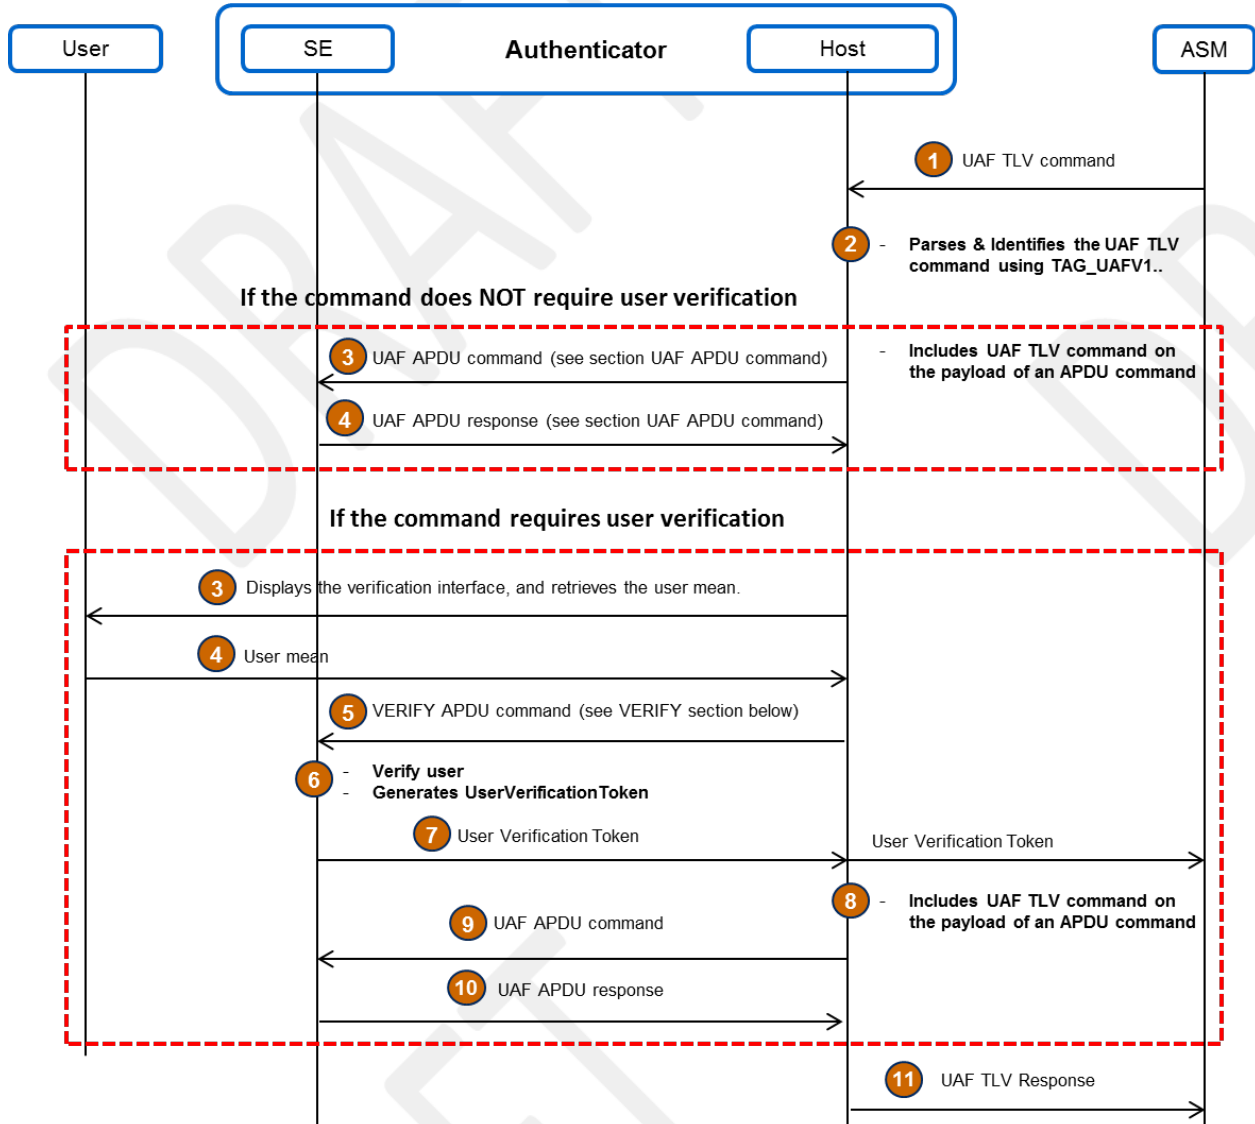 User
SE
Authenticator
Host
ASM
1 UAF TLV command
2 - Parses & Identifies the UAF TLV
command using TAG_UAFV1..
If the command does NOT require user verification
3 UAF APDU command (see section UAF APDU command)
- Includes UAF TLV command on
the payload of an APDU command
4 UAF APDU response (see section UAF APDU command)
If the command requires user verification
3 Displays the verification interface, and retrieves the user mean.
4 User mean
5 VERIFY APDU command (see VERIFY section below)
6 - Verify user
- Generates UserVerificationToken
7 User Verification Token
User Verification Token
8 - Includes UAF TLV command on
the payload of an APDU command
9 UAF APDU command
10 UAF APDU response
11 UAF TLV Response
DRAFT